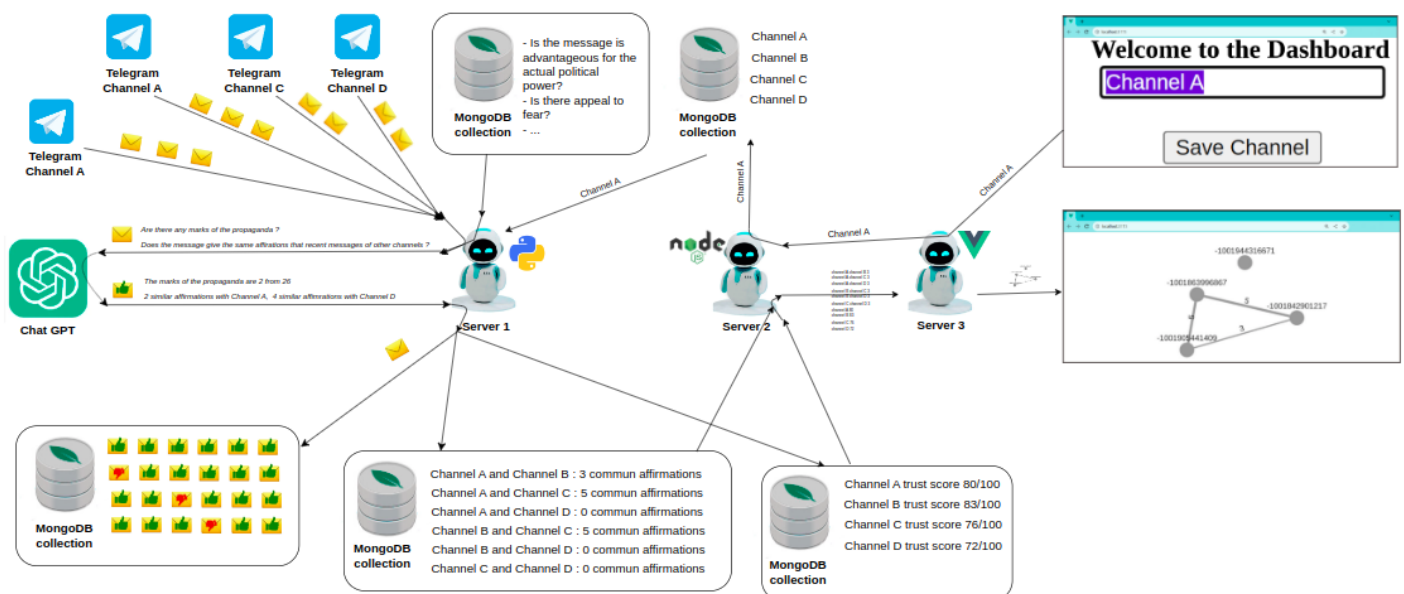 Telegram
Channel A
Telegram
Channel C
Telegram
Channel D
Telegram
Channel A
- Is the message is
advantageous for the
actual political
power?
- Is there appeal to
fear?
- ...
MongoDB
collection
Channel A
Channel B
Channel C
Channel D
MongoDB
collection
Welcome to the Dashboard
Channel A
Save Channel
Channel A
Channel A
Channel A
Channel A
Are there any marks of the propaganda ?
Does the message give the same affirations that recent messages of other channels ?
The marks of the propaganda are 2 from 26
2 similar affirmations with Channel A, 4 similar affimrations with Channel D
Chat GPT
Server 1
node
JS
Server 2
Server 3
-1001944316671
-1001863996867
5
-1001842901217
3
-1001905441409
MongoDB
collection
Channel A and Channel B : 3 commun affirmations
Channel A and Channel C : 5 commun affirmations
Channel A and Channel D : 0 commun affirmations
Channel B and Channel C : 5 commun affirmations
Channel B and Channel D : 0 commun affirmations
Channel C and Channel D : 0 commun affirmations
MongoDB
collection
Channel A trust score 80/100
Channel B trust score 83/100
Channel C trust score 76/100
Channel D trust score 72/100
MongoDB
collection